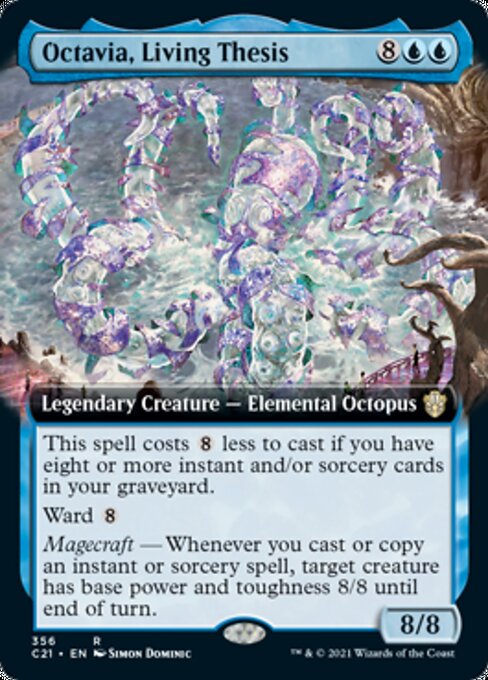 Octavia, Living Thesis 8
Legendary Creature — Elemental Octopus
This spell costs 8 less to cast if you have
eight or more instant and/or sorcery cards
in your graveyard.
Ward 8
Magecraft — Whenever you cast or copy
an instant or sorcery spell, target creature
has base power and toughness 8/8 until
end of turn.
8/8
356 R
C21 • EN SIMON DOMINIC ™ & © 2021 Wizards of the Coast